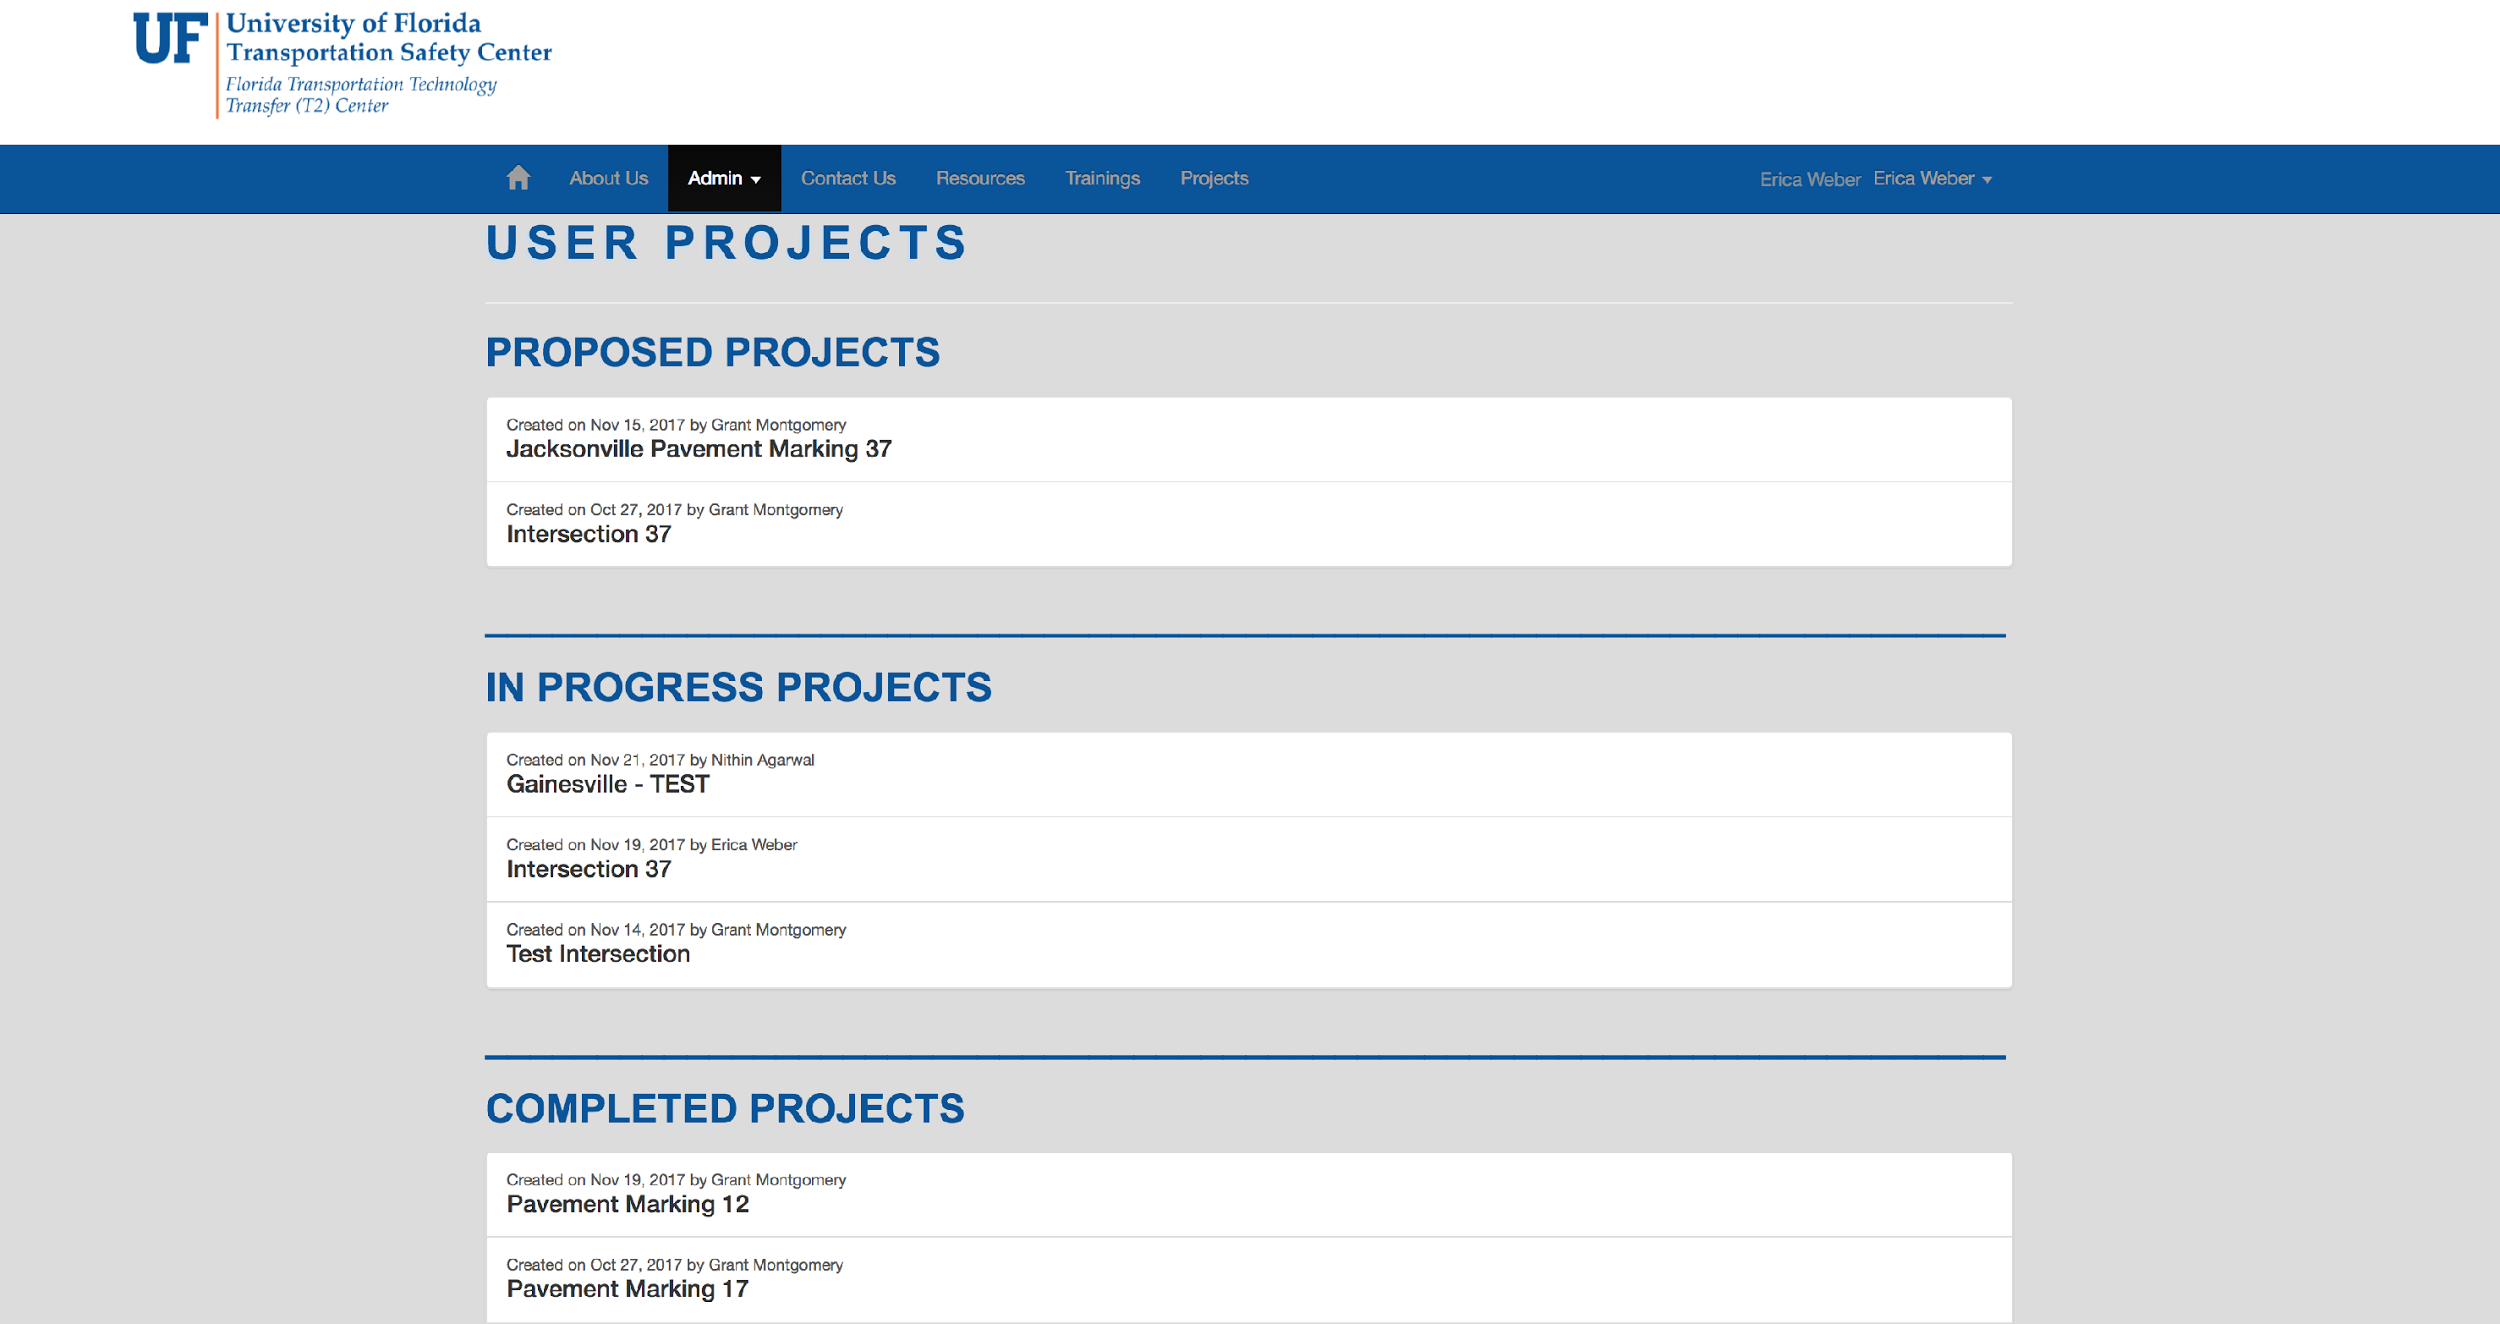 UF
University of Florida
Transportation Safety Center
Florida Transportation Technology
Transfer (T2) Center
About Us Admin Contact Us Resources Trainings Projects Erica Weber Erica Weber
USER PROJECTS
PROPOSED PROJECTS
Created on Nov 15, 2017 by Grant Montgomery
Jacksonville Pavement Marking 37
Created on Oct 27, 2017 by Grant Montgomery
Intersection 37
IN PROGRESS PROJECTS
Created on Nov 21, 2017 by Nithin Agarwal
Gainesville - TEST
Created on Nov 19, 2017 by Erica Weber
Intersection 37
Created on Nov 14, 2017 by Grant Montgomery
Test Intersection
COMPLETED PROJECTS
Created on Nov 19, 2017 by Grant Montgomery
Pavement Marking 12
Created on Oct 27, 2017 by Grant Montgomery
Pavement Marking 17